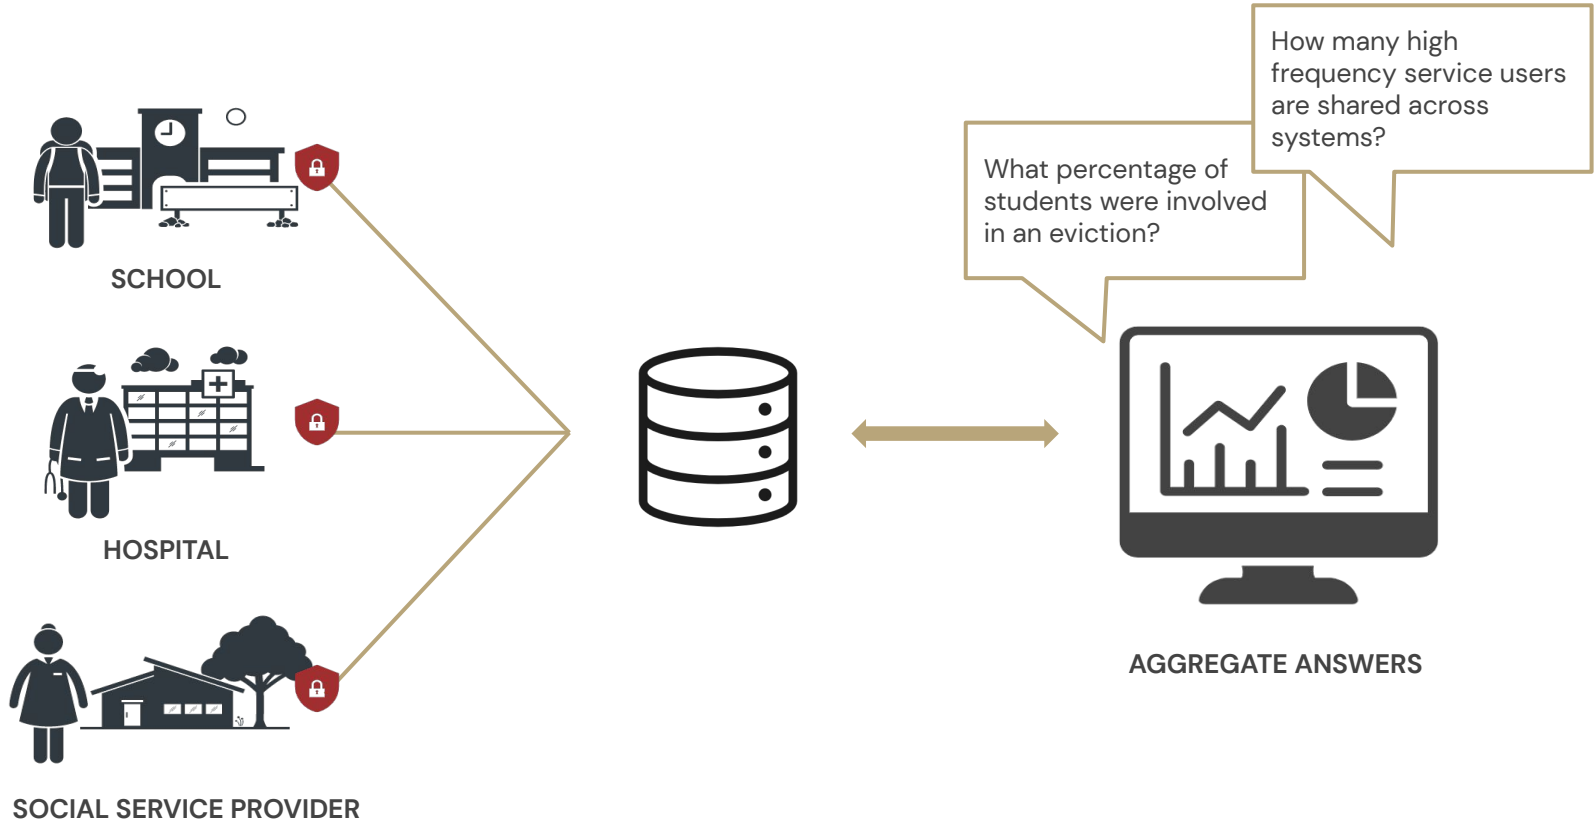 How many high
frequency service users
are shared across
systems?
What percentage of
students were involved
in an eviction?
SCHOOL
HOSPITAL
SOCIAL SERVICE PROVIDER
AGGREGATE ANSWERS